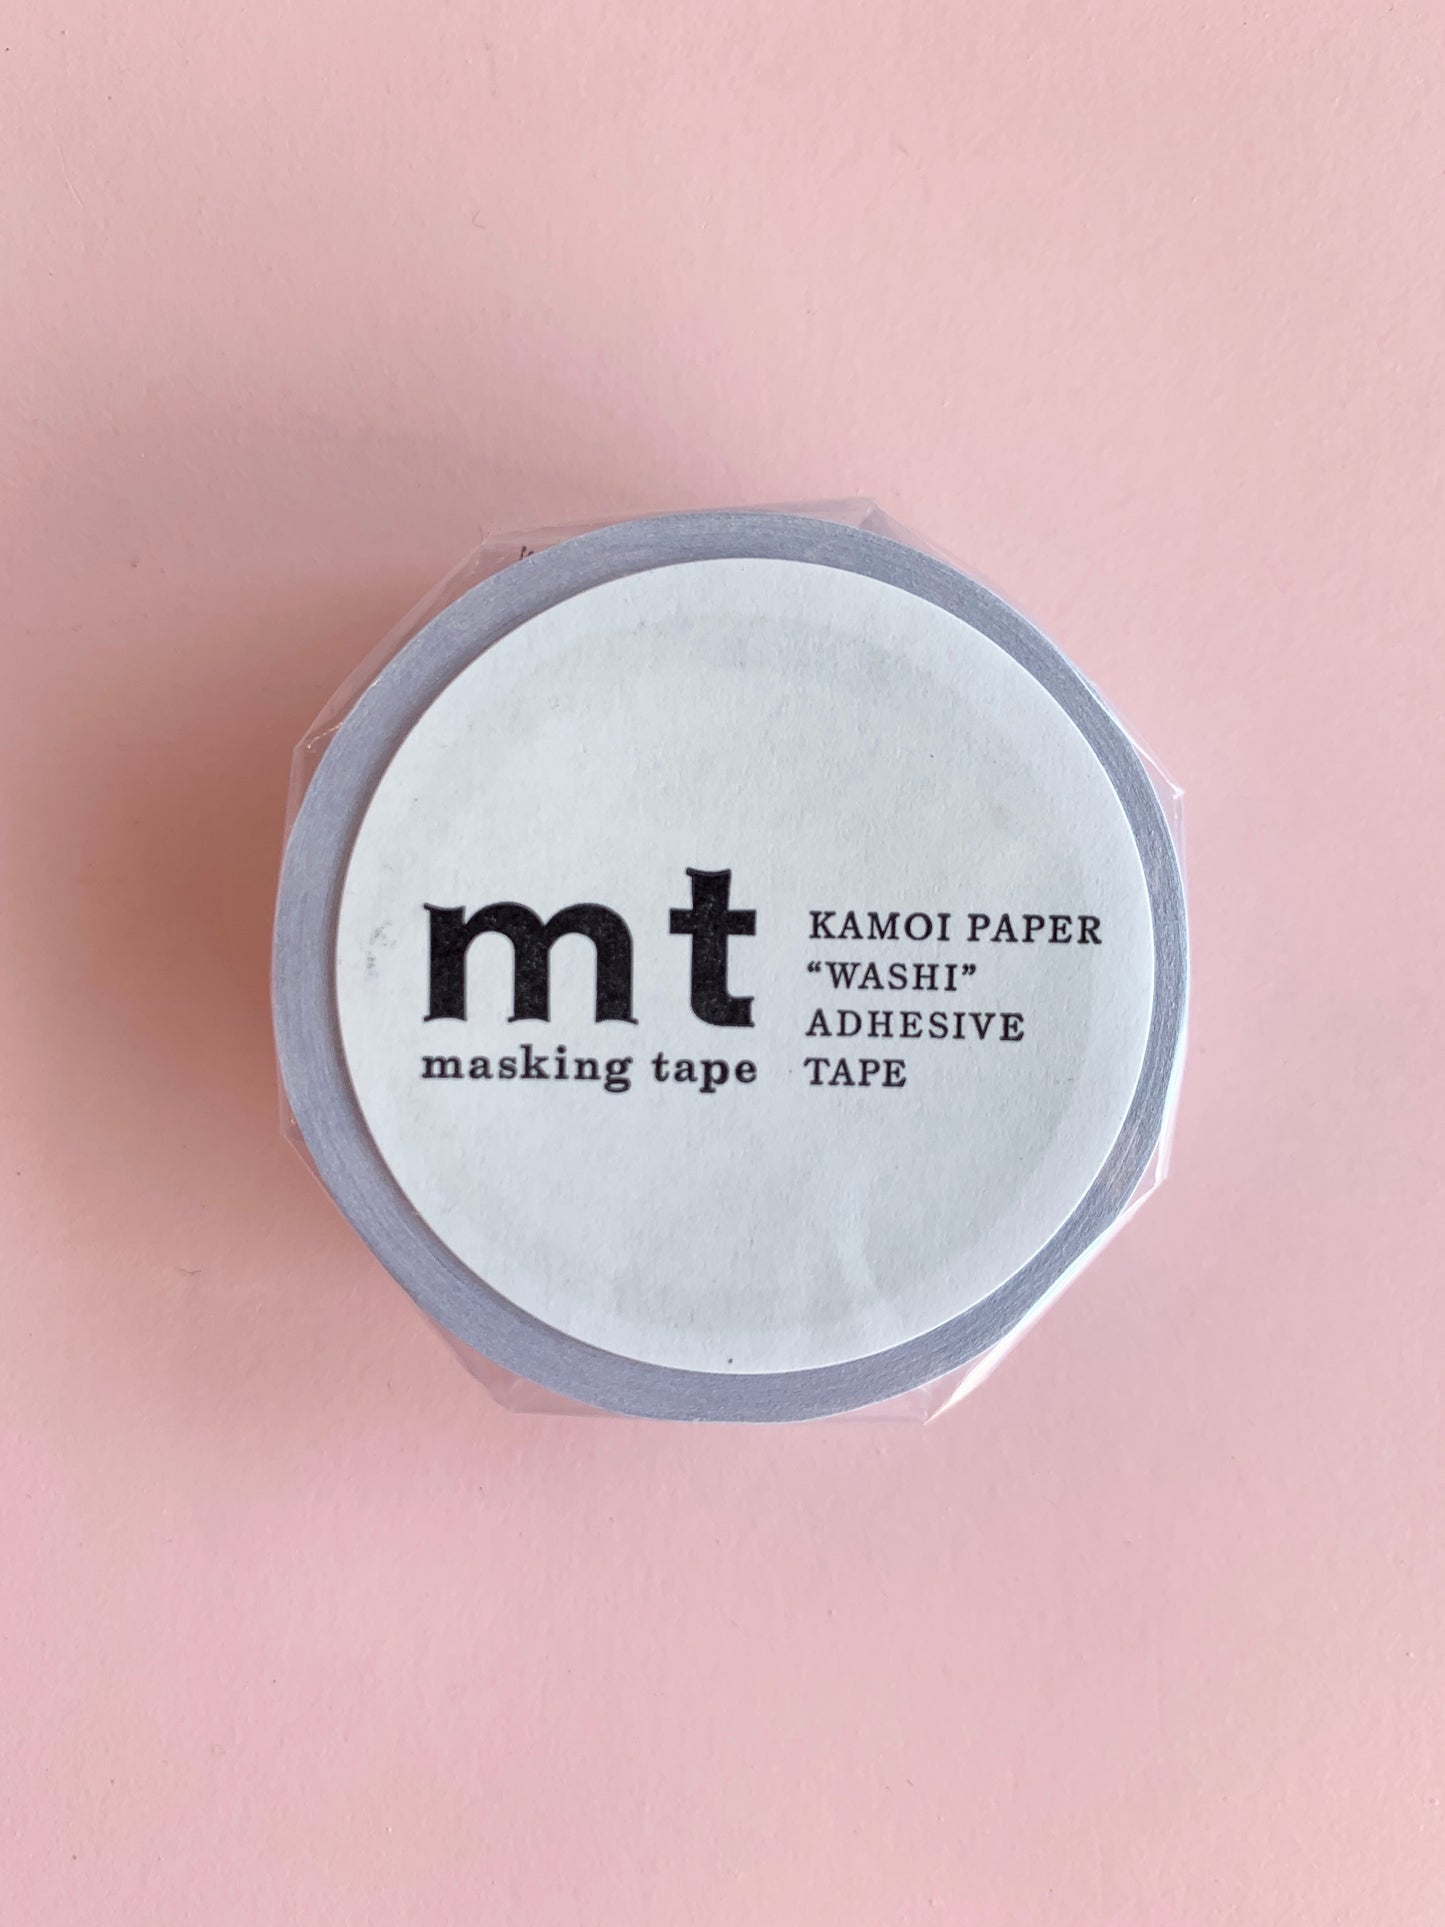 mt
masking tape
KAMOI PAPER
“WASHI”
ADHESIVE
TAPE